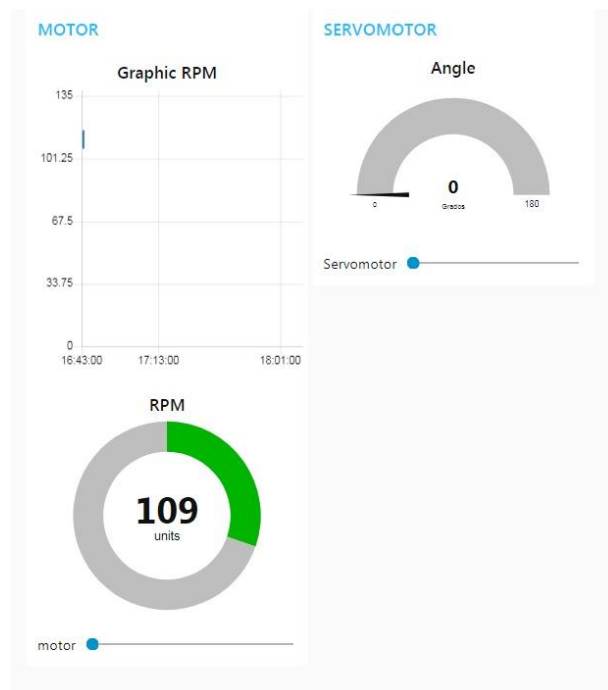 MOTOR
Graphic RPM
135
101.25
67.5
33.75
0
16:43:00 17:13:00 18:01:00
RPM
109
units
motor
SERVOMOTOR
Angle
0
0 Grados 180
Servomotor